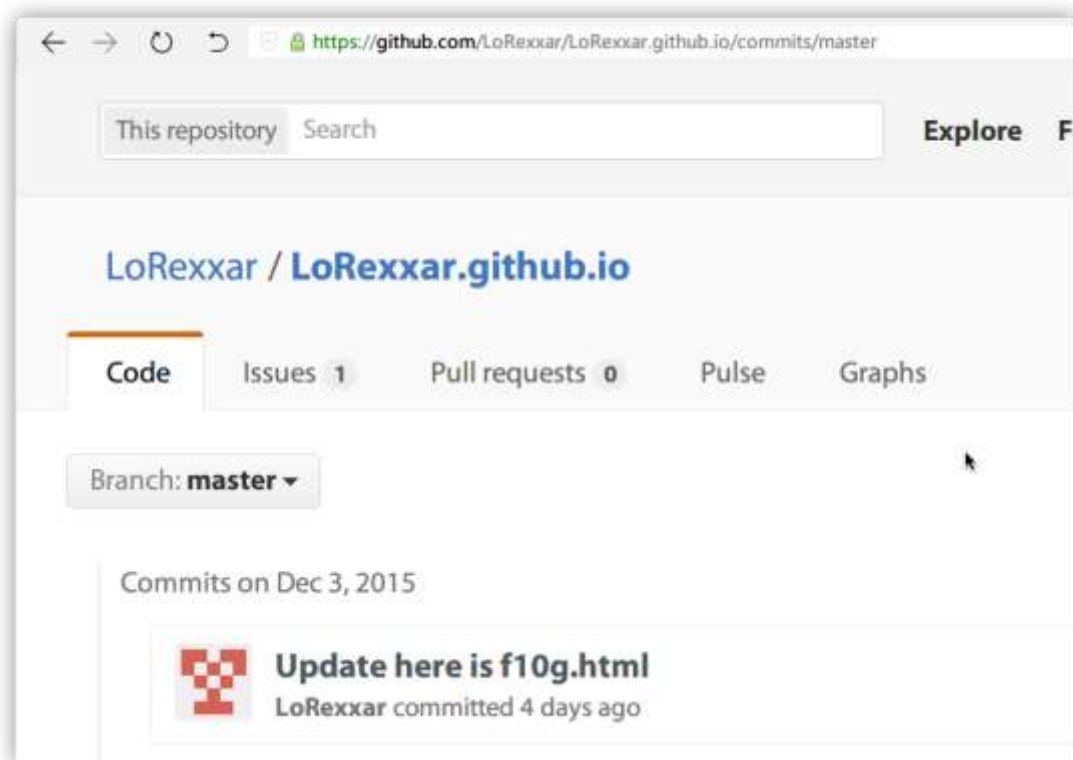 https://github.com/LoRexxar/LoRexxar.github.io/commits/master
This repository Search Explore F
LoRexxar / LoRexxar.github.io
Code Issues 1 Pull requests 0 Pulse Graphs
Branch: master
Commits on Dec 3, 2015
Update here is f10g.html
LoRexxar committed 4 days ago